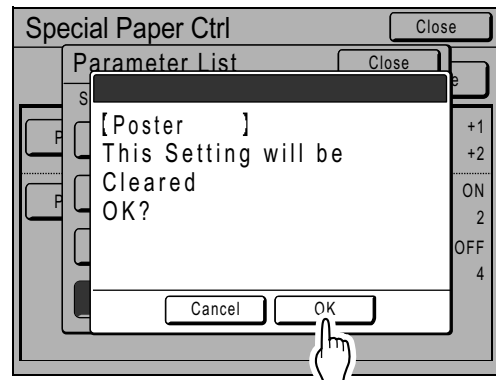 Special Paper Ctrl
Close
Parameter List
Close
e
S
P
+1
【Poster 】
This Setting will be
+2
Cleared
ON
P
OK?
2
OFF
4
Cancel
OK